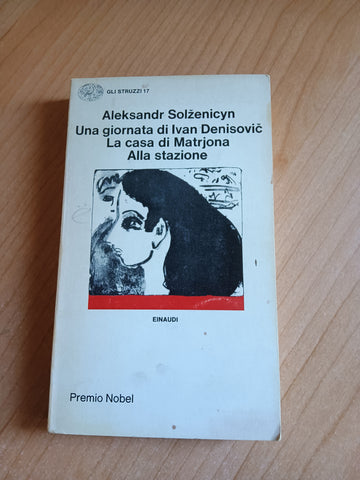 GLI STRUZZI 17
Aleksandr Solženicyn
Una giornata di Ivan Denisovič
La casa di Matrjona
Alla stazione
EINAUDI
Premio Nobel